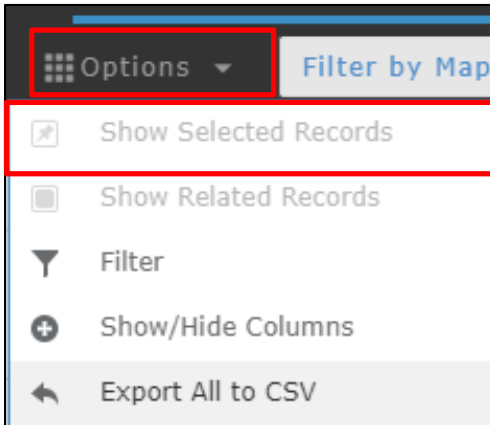 Options Filter by Map
Show Selected Records
Show Related Records
Filter
Show/Hide Columns
Export All to CSV